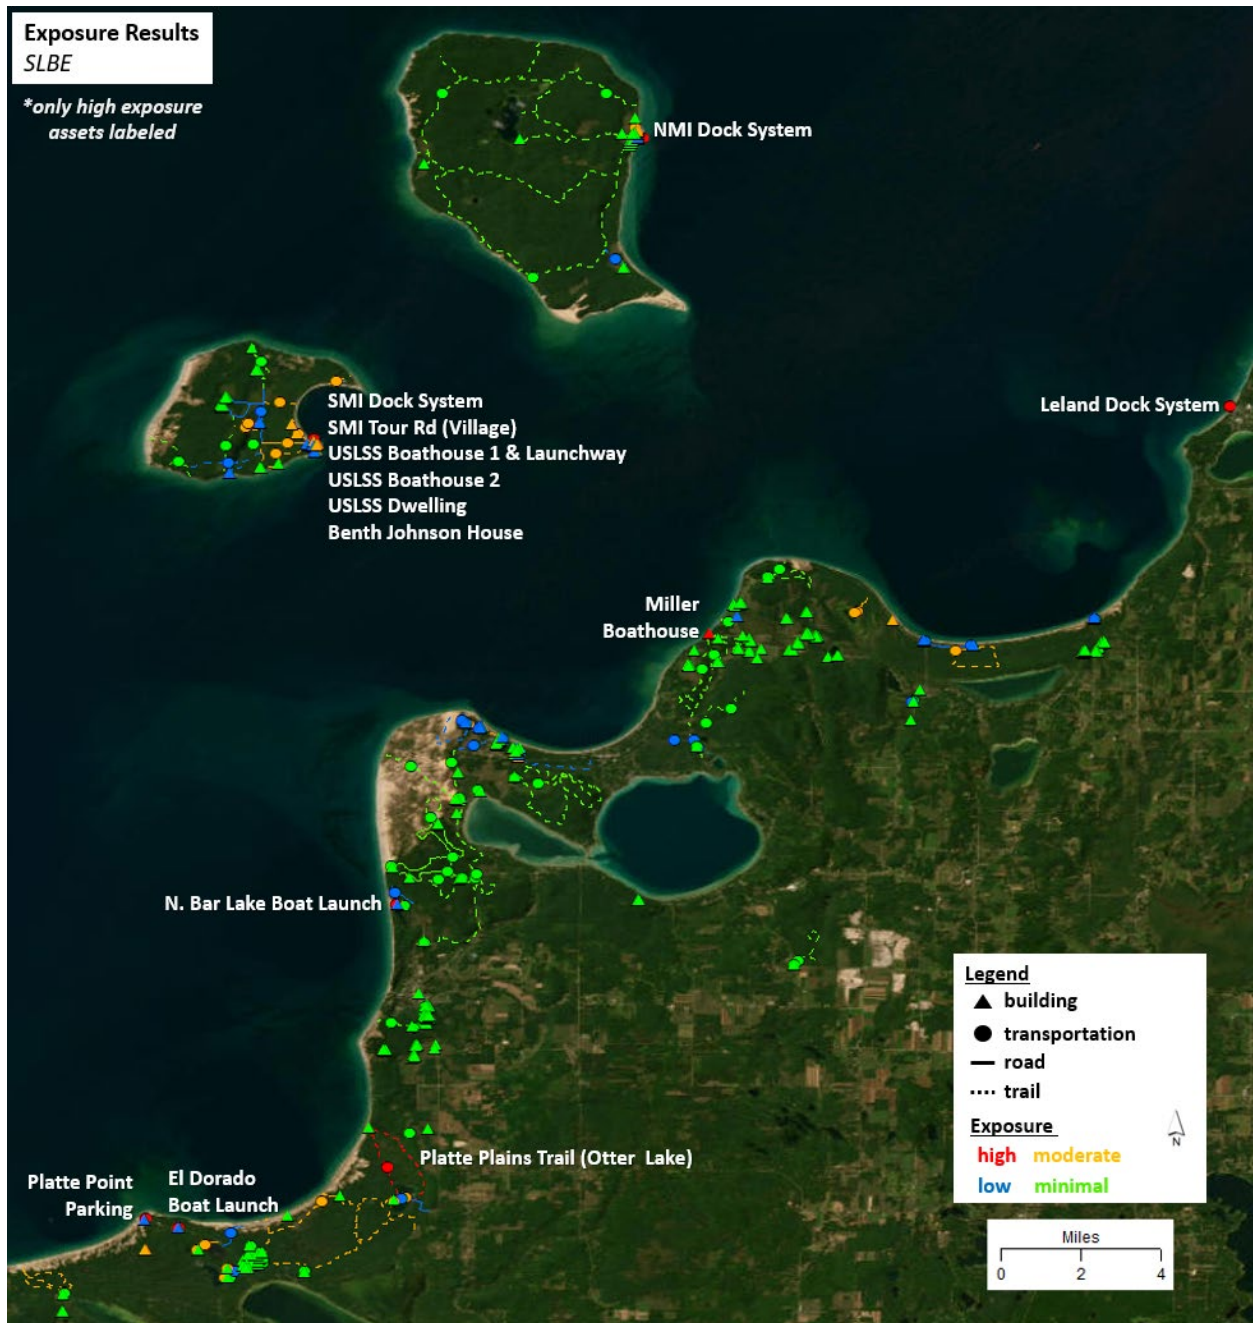 Exposure Results
SLBE
*only high exposure
assets labeled
NMI Dock System
Leland Dock System
SMI Dock System
SMI Tour Rd (Village)
USLSS Boathouse 1 & Launchway
USLSS Boathouse 2
USLSS Dwelling
Benth Johnson House
Miller
Boathouse
N. Bar Lake Boat Launch
Platte Plains Trail (Otter Lake)
El Dorado
Boat Launch
Platte Point
Parking
Legend
building
transportation
road
trail
Exposure
high moderate
low minimal
N
Miles
0 2 4